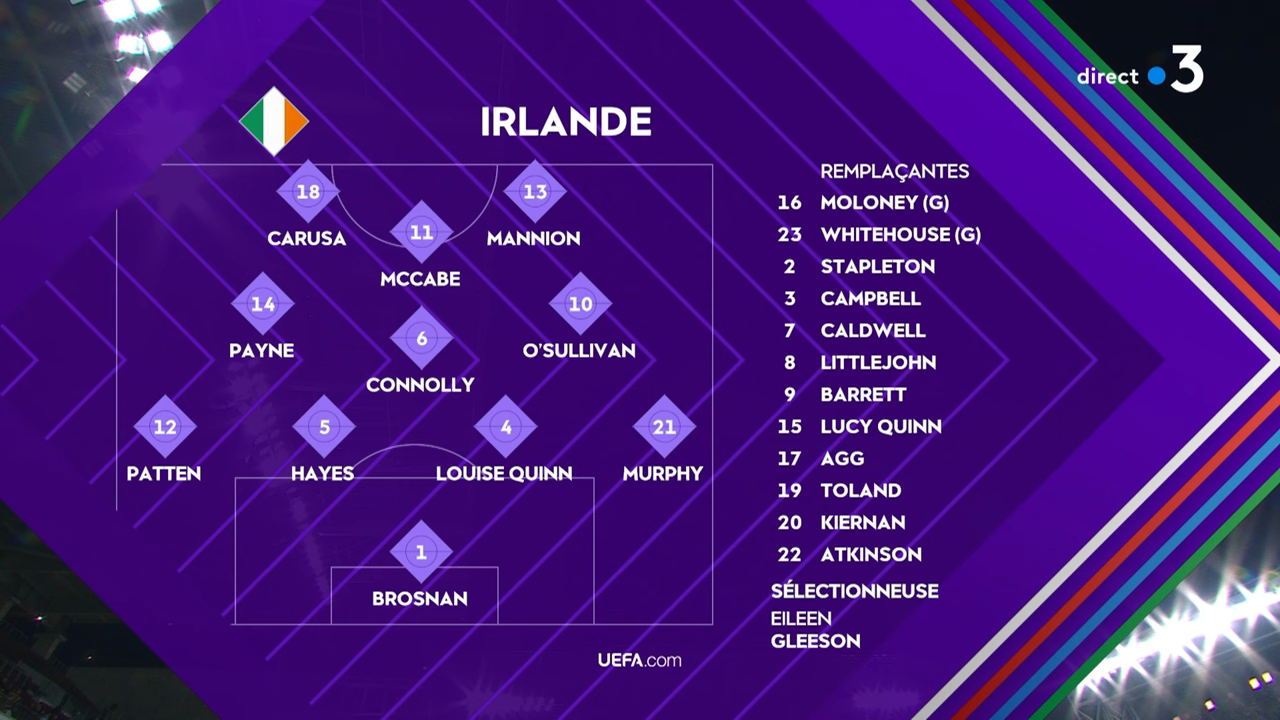 direct 3
IRLANDE
18
13
CARUSA
11
MANNION
MCCABE
14
10
PAYNE
6
O'SULLIVAN
CONNOLLY
12
5
4
21
PATTEN
HAYES
LOUISE QUINN
MURPHY
1
BROSNAN
REMPLAÇANTES
16 MOLONEY (G)
23 WHITEHOUSE (G)
2 STAPLETON
3 CAMPBELL
7 CALDWELL
8 LITTLEJOHN
9 BARRETT
15 LUCY QUINN
17 AGG
19 TOLAND
20 KIERNAN
22 ATKINSON
SÉLECTIONNEUSE
EILEEN
GLEESON
UEFA.com